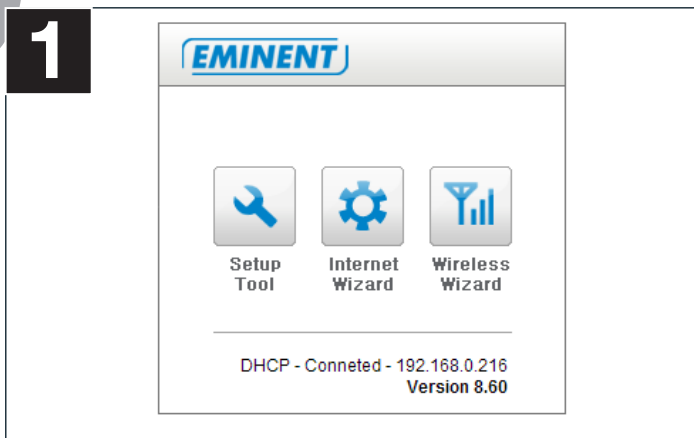 1
EMINENT
Setup Tool
Internet Wizard
Wireless Wizard
DHCP - Conneted - 192.168.0.216
Version 8.60